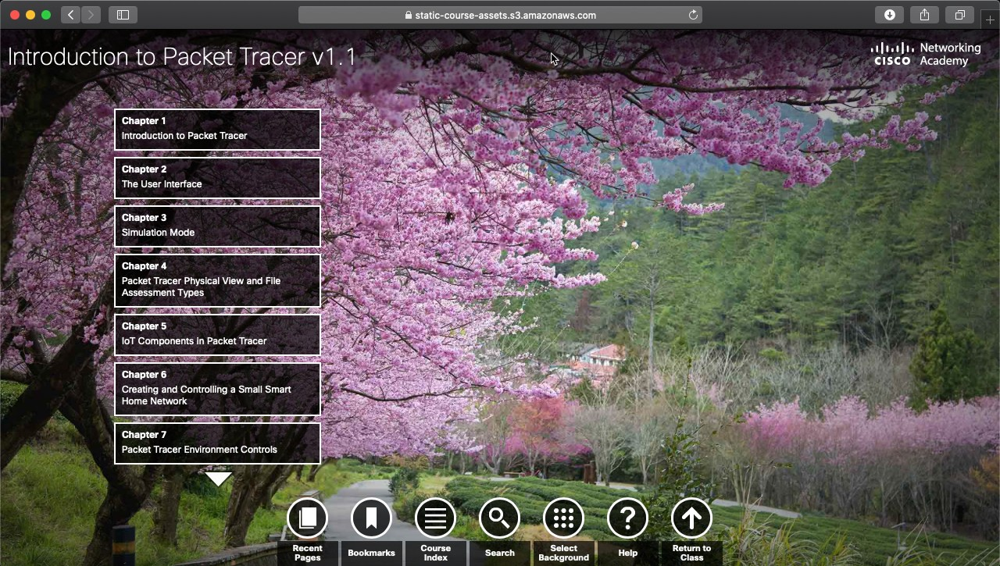 static-course-assets.s3.amazonaws.com
Introduction to Packet Tracer v1.1
Networking
CISCO Academy
Chapter 1
Introduction to Packet Tracer
Chapter 2
The User Interface
Chapter 3
Simulation Mode
Chapter 4
Packet Tracer Physical View and File
Assessment Types
Chapter 5
IoT Components in Packet Tracer
Chapter 6
Creating and Controlling a Small Smart
Home Network
Chapter 7
Packet Tracer Environment Controls
Recent
Pages
Bookmarks
Course
Index
Search
Select
Background
Help
Return to
Class